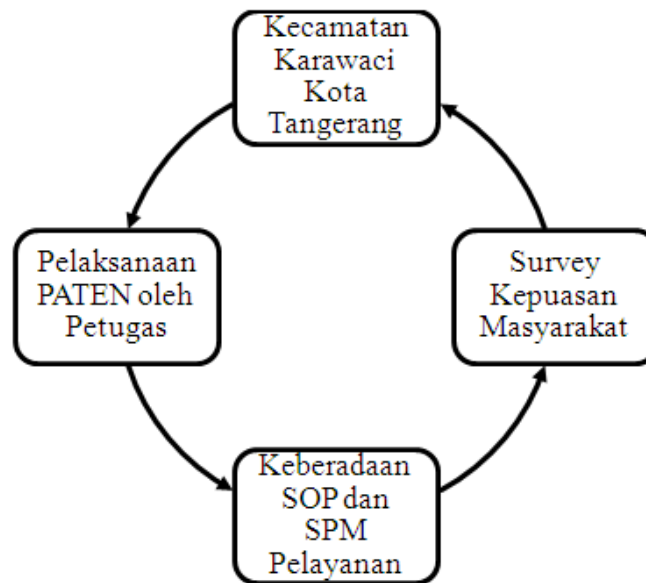 Kecamatan
Karawaci
Kota
Tangerang
Pelaksanaan
PATEN oleh
Petugas
Survey
Kepuasan
Masyarakat
Keberadaan
SOP dan
SPM
Pelayanan